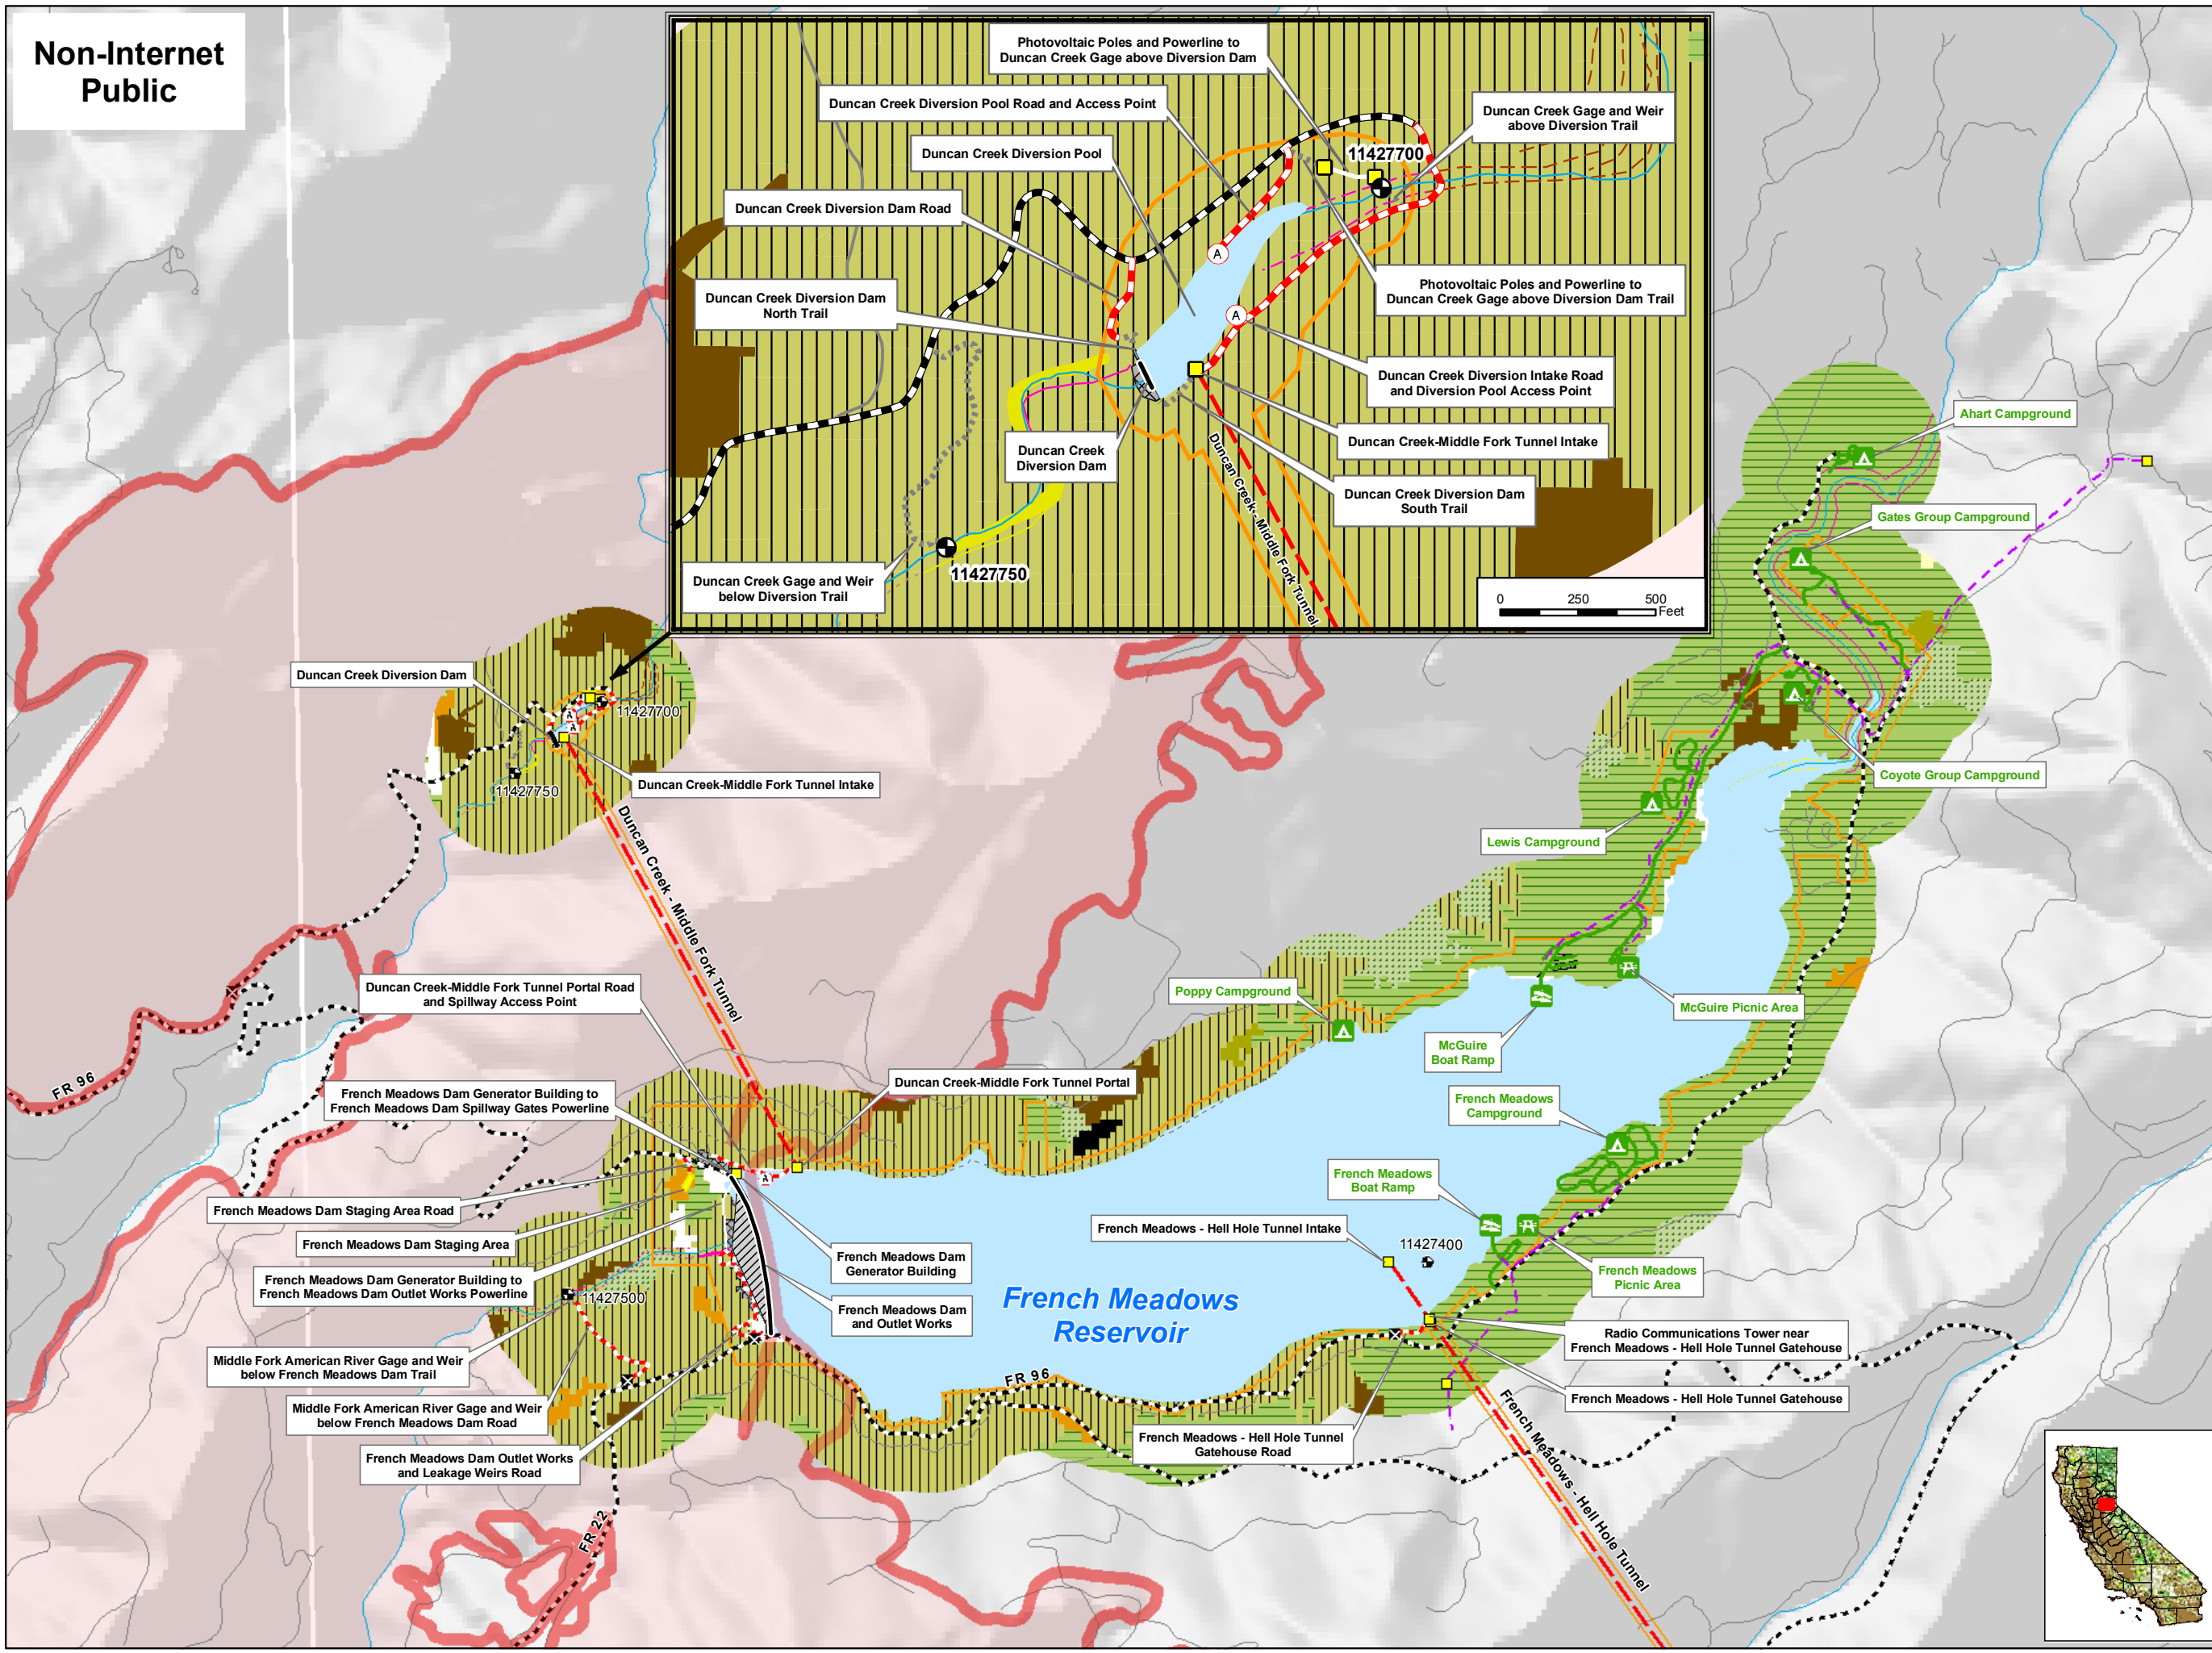 Non-Internet
Public
Photovoltaic Poles and Powerline to
Duncan Creek Gage above Diversion Dam
Duncan Creek Diversion Pool Road and Access Point
Duncan Creek Gage and Weir
above Diversion Trail
Duncan Creek Diversion Pool
11427700
Duncan Creek Diversion Dam Road
A
Duncan Creek Diversion Dam
North Trail
Photovoltaic Poles and Powerline to
Duncan Creek Gage above Diversion Dam Trail
A
Duncan Creek Diversion Intake Road
and Diversion Pool Access Point
Duncan Creek
Diversion Dam
Duncan Creek-Middle Fork Tunnel Intake
Duncan Creek Diversion Dam
South Trail
Duncan Creek - Middle Fork Tunnel
Duncan Creek Gage and Weir
below Diversion Trail
11427750
0 250 500
Feet
Ahart Campground
Gates Group Campground
Duncan Creek Diversion Dam
11427700
A
A
Duncan Creek-Middle Fork Tunnel Intake
11427750
Coyote Group Campground
Duncan Creek - Middle Fork Tunnel
Lewis Campground
Duncan Creek-Middle Fork Tunnel Portal Road
and Spillway Access Point
Poppy Campground
McGuire Picnic Area
McGuire
Boat Ramp
FR 96
French Meadows Dam Generator Building to
French Meadows Dam Spillway Gates Powerline
Duncan Creek-Middle Fork Tunnel Portal
French Meadows
Campground
A
French Meadows
Boat Ramp
French Meadows Dam Staging Area Road
French Meadows Dam Staging Area
French Meadows - Hell Hole Tunnel Intake
11427400
French Meadows Dam
Generator Building
French Meadows Dam Generator Building to
French Meadows Dam Outlet Works Powerline
French Meadows
Picnic Area
11427500
French Meadows Dam
and Outlet Works
French Meadows
Reservoir
Radio Communications Tower near
French Meadows - Hell Hole Tunnel Gatehouse
Middle Fork American River Gage and Weir
below French Meadows Dam Trail
FR 96
French Meadows - Hell Hole Tunnel Gatehouse
Middle Fork American River Gage and Weir
below French Meadows Dam Road
French Meadows - Hell Hole Tunnel
Gatehouse Road
French Meadows Dam Outlet Works
and Leakage Weirs Road
French Meadows - Hell Hole Tunnel
FR 22